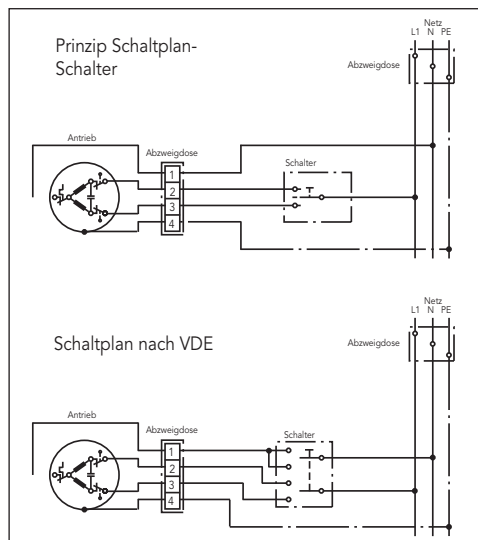 Prinzip Schaltplan-
Schalter
Netz
L1 N PE
Abzweigdose
Antrieb
Abzweigdose
Schalter
1
2
3
4
Schaltplan nach VDE
Netz
L1 N PE
Abzweigdose
Antrieb
Abzweigdose
Schalter
1
2
3
4